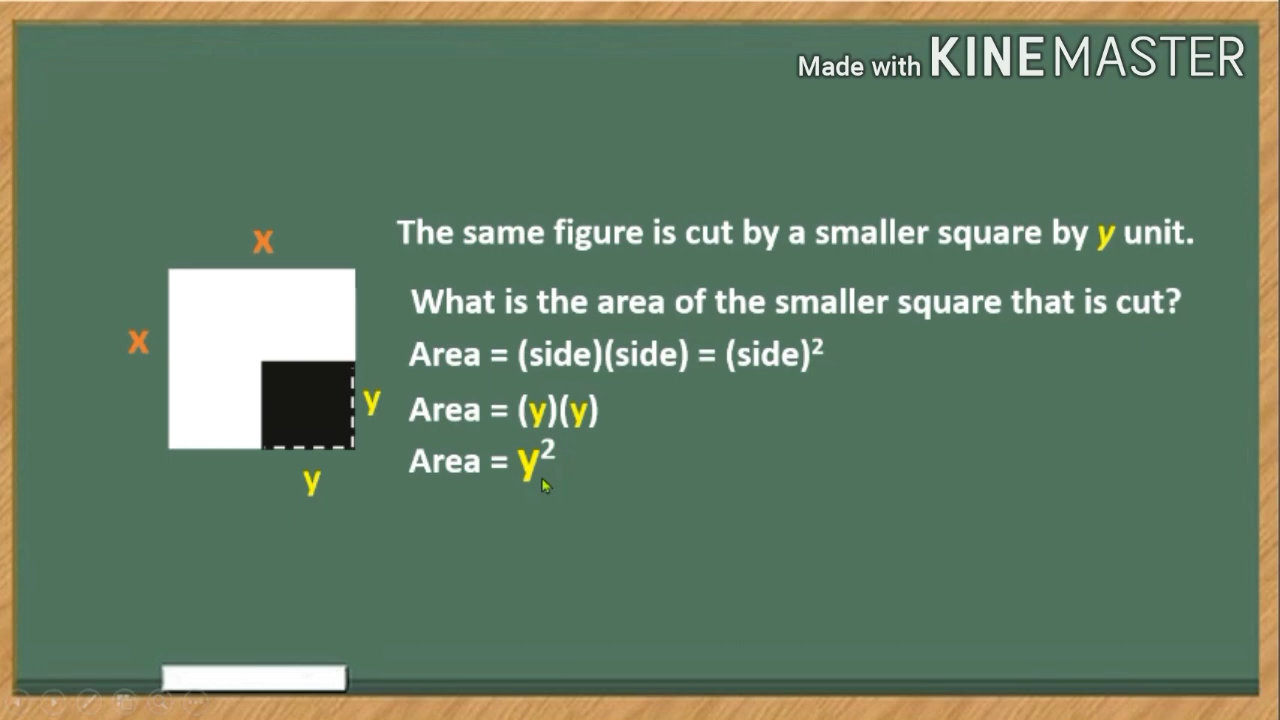 Made with KINEMASTER
x
The same figure is cut by a smaller square by y unit.
What is the area of the smaller square that is cut?
x
Area = (side)(side) = (side)²
y
Area = (y)(y)
Area = y²
y